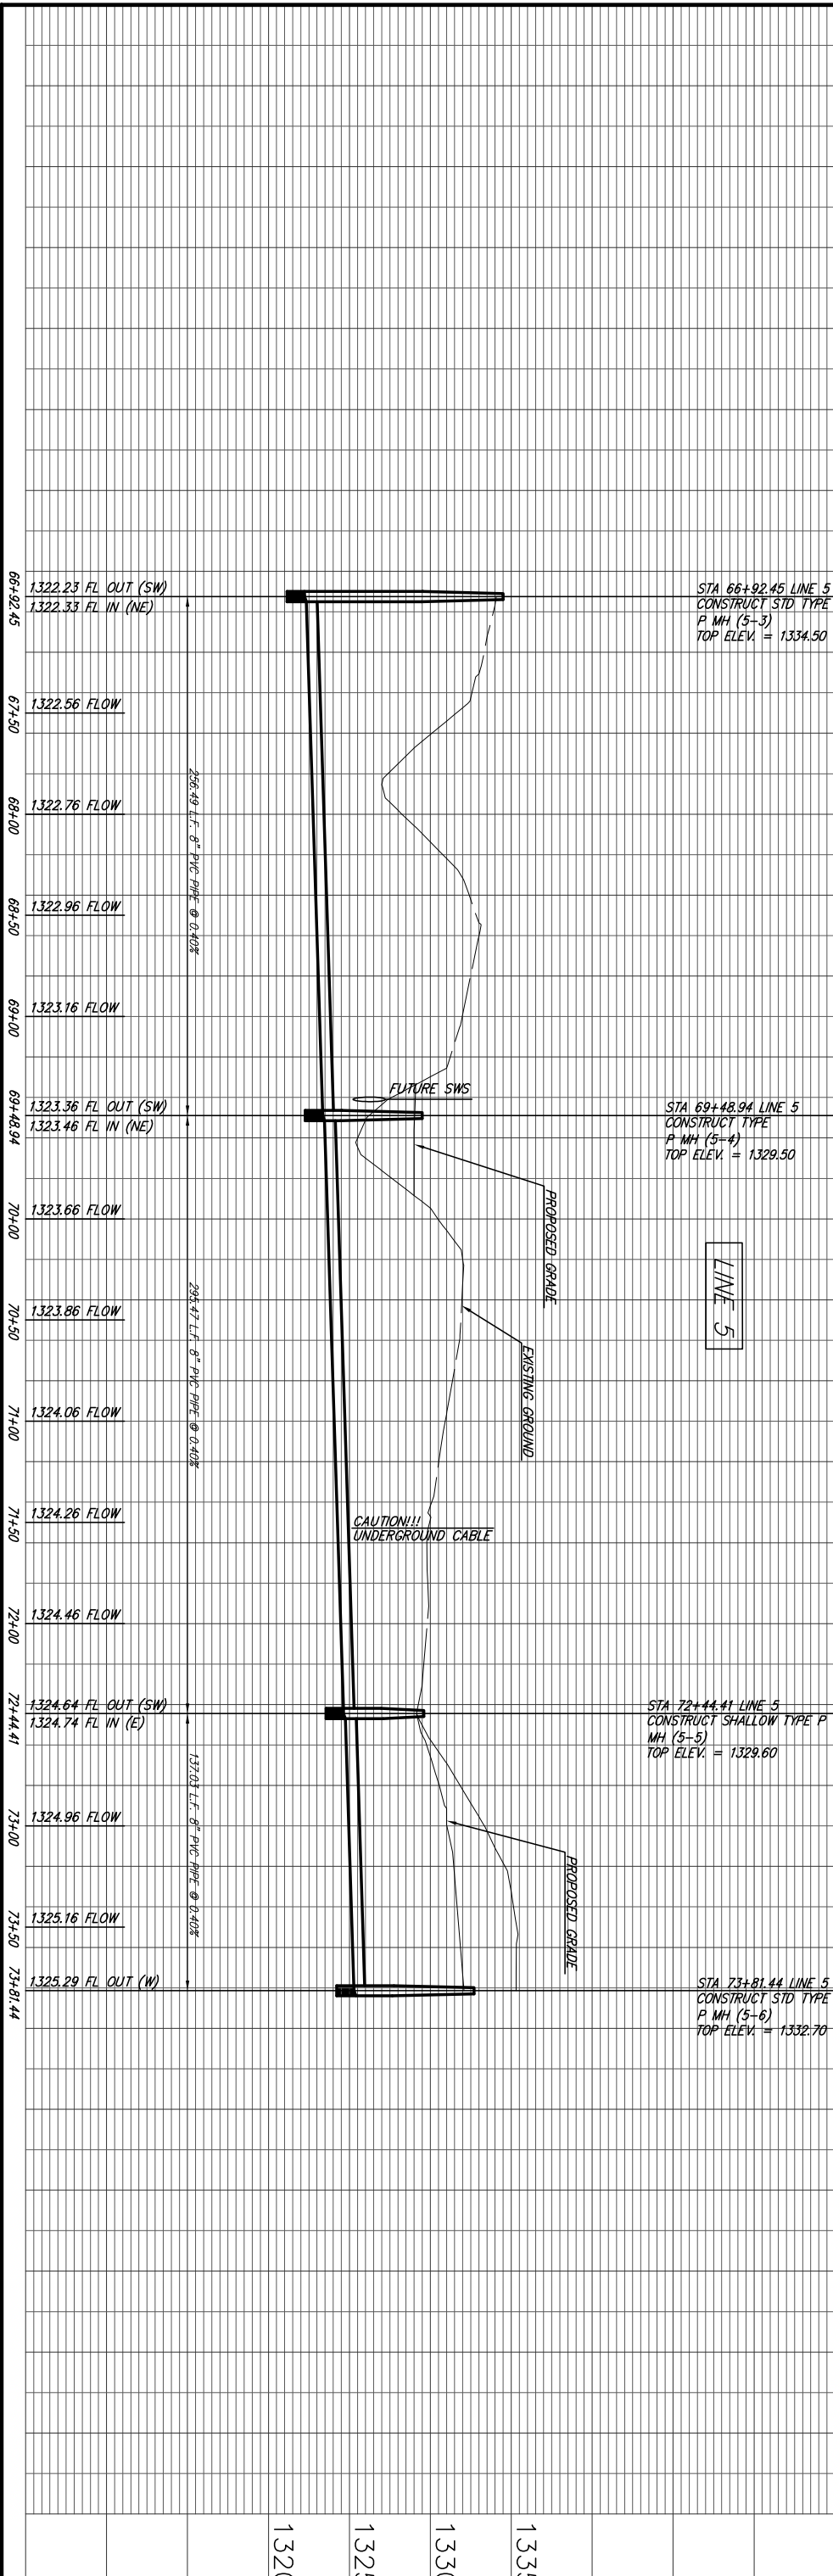 STA 66+92.45 LINE 5
CONSTRUCT STD TYPE
P MH (5-3)
TOP ELEV. = 1334.50
1322.23 FL OUT (SW)
1322.33 FL IN (NE)
66+92.45
1322.56 FLOW
67+50
1322.76 FLOW
68+00
256.49 L.F. 8" PVC PIPE @ 0.40%
1322.96 FLOW
68+50
1323.16 FLOW
69+00
FUTURE SWS
STA 69+48.94 LINE 5
CONSTRUCT TYPE
P MH (5-4)
TOP ELEV. = 1329.50
1323.36 FL OUT (SW)
1323.46 FL IN (NE)
69+48.94
PROPOSED GRADE
1323.66 FLOW
70+00
LINE 5
1323.86 FLOW
70+50
295.47 L.F. 8" PVC PIPE @ 0.40%
EXISTING GROUND
1324.06 FLOW
71+00
1324.26 FLOW
71+50
CAUTION!!!
UNDERGROUND CABLE
1324.46 FLOW
72+00
STA 72+44.41 LINE 5
CONSTRUCT SHALLOW TYPE P
MH (5-5)
TOP ELEV. = 1329.60
1324.64 FL OUT (SW)
1324.74 FL IN (E)
72+44.41
137.03 L.F. 8" PVC PIPE @ 0.40%
1324.96 FLOW
73+00
PROPOSED GRADE
1325.16 FLOW
73+50
STA 73+81.44 LINE 5
CONSTRUCT STD TYPE
P MH (5-6)
TOP ELEV. = 1332.70
1325.29 FL OUT (W)
73+81.44
1320
1325
1330
1335